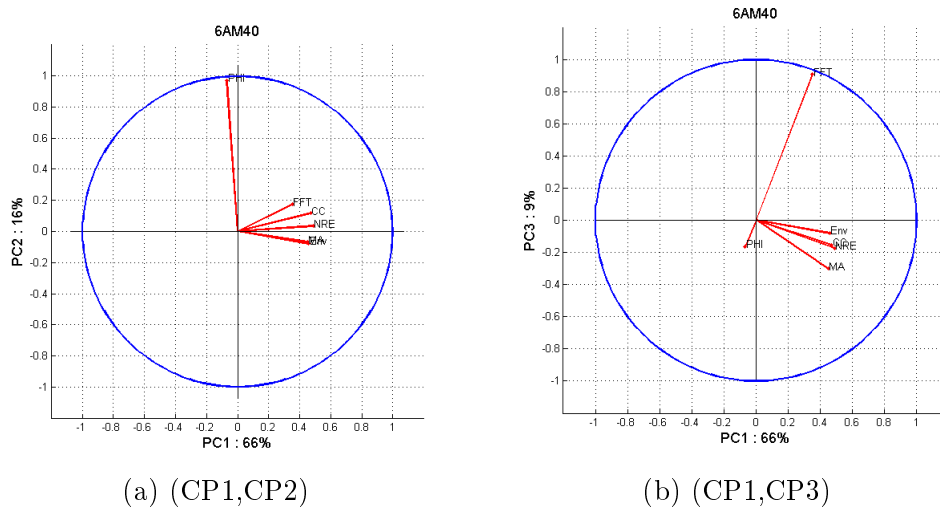 6AM40
1
0.8
0.6
0.4
0.2
0
-0.2
-0.4
-0.6
-0.8
-1
PC2 : 16%
PHI
FFT
CC
NRE
MA
Env
-1 -0.8 -0.6 -0.4 -0.2 0 0.2 0.4 0.6 0.8 1
PC1 : 66%
(a) (CP1,CP2)
6AM40
1
0.8
0.6
0.4
0.2
0
-0.2
-0.4
-0.6
-0.8
-1
PC3 : 9%
FFT
Env
CC
NRE
PHI
MA
-1 -0.8 -0.6 -0.4 -0.2 0 0.2 0.4 0.6 0.8 1
PC1 : 66%
(b) (CP1,CP3)